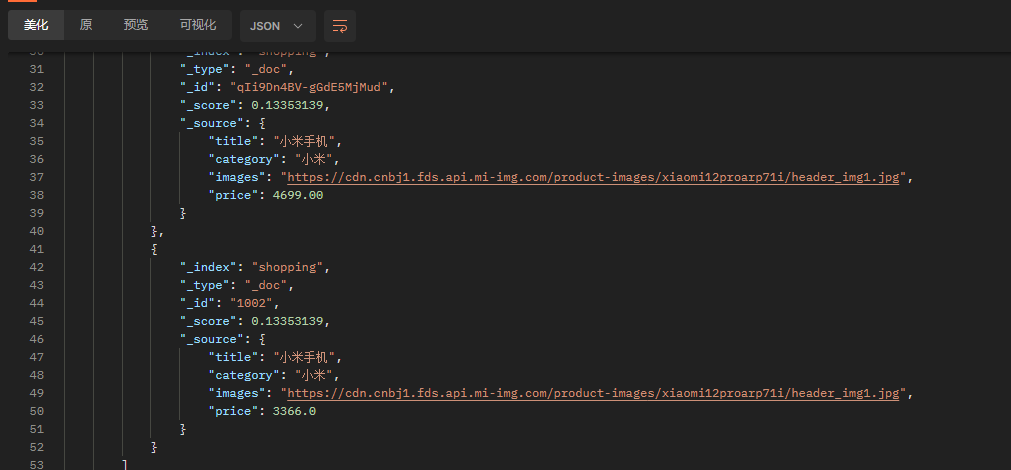 美化 原 预览 可视化 JSON
31 "_type": "_doc",
32 "_id": "qIi9Dn4BV-gGdE5MjMud",
33 "_score": 0.13353139,
34 "_source": {
35 "title": "小米手机",
36 "category": "小米",
37 "images": "https://cdn.cnbj1.fds.api.mi-img.com/product-images/xiaomi12proarp71i/header_img1.jpg",
38 "price": 4699.00
39 }
40 },
41 {
42 "_index": "shopping",
43 "_type": "_doc",
44 "_id": "1002",
45 "_score": 0.13353139,
46 "_source": {
47 "title": "小米手机",
48 "category": "小米",
49 "images": "https://cdn.cnbj1.fds.api.mi-img.com/product-images/xiaomi12proarp71i/header_img1.jpg",
50 "price": 3366.0
51 }
52 }
53 ]